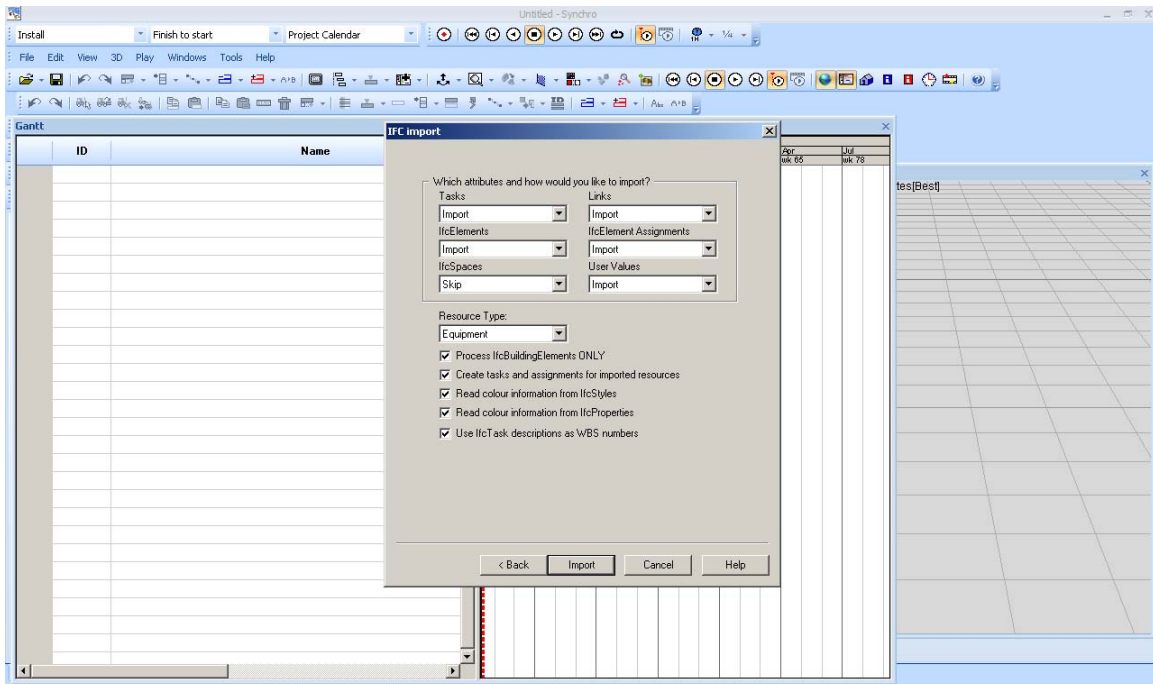 Untitled - Synchro
Install Finish to start Project Calendar 1H ¼
File Edit View 3D Play Windows Tools Help
Gantt
ID Name
Apr Jul
wk 65 wk 78
tes[Best]
IFC import
Which attributes and how would you like to import?
Tasks Links
Import Import
IfcElements IfcElement Assignments
Import Import
IfcSpaces User Values
Skip Import
Resource Type:
Equipment
Process IfcBuildingElements ONLY
Create tasks and assignments for imported resources
Read colour information from IfcStyles
Read colour information from IfcProperties
Use IfcTask descriptions as WBS numbers
< Back Import Cancel Help